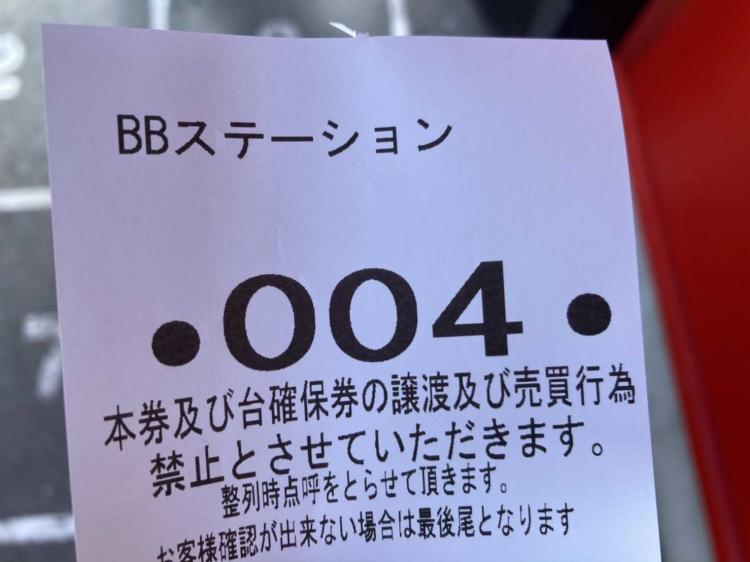 BBステーション
•004•
本券及び台確保券の譲渡及び売買行為
禁止とさせていただきます。
整列時点呼をとらせて頂きます。
お客様確認が出来ない場合は最後尾となります